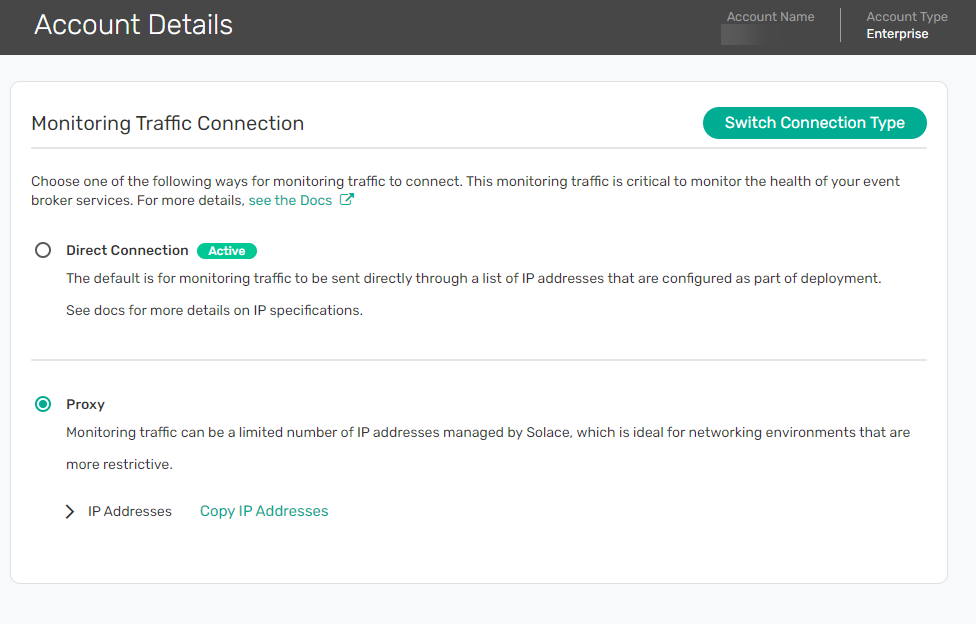 Account Details
Account Name
Account Type
Enterprise
Monitoring Traffic Connection
Switch Connection Type
Choose one of the following ways for monitoring traffic to connect. This monitoring traffic is critical to monitor the health of your event
broker services. For more details, see the Docs
Direct Connection
Active
The default is for monitoring traffic to be sent directly through a list of IP addresses that are configured as part of deployment.
See docs for more details on IP specifications.
Proxy
Monitoring traffic can be a limited number of IP addresses managed by Solace, which is ideal for networking environments that are
more restrictive.
IP Addresses
Copy IP Addresses